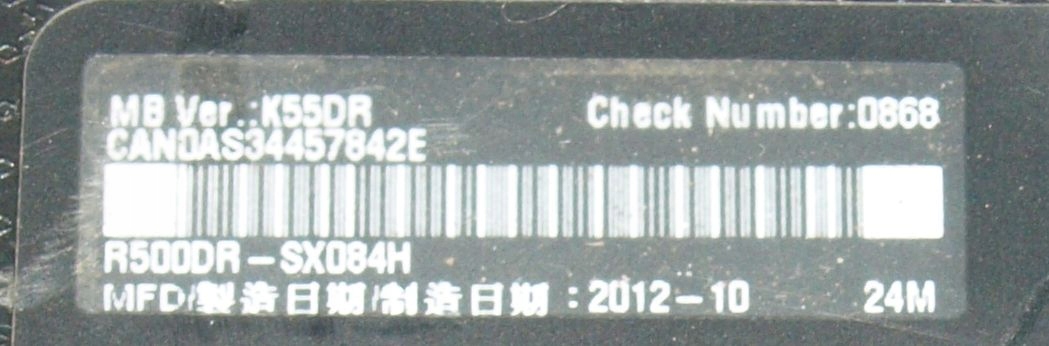 MB Ver.:K55DR Check Number:0868
CAN0AS34457842E
R500DR-SX084H
MFD/製造日期/制造日期:2012-10 24M